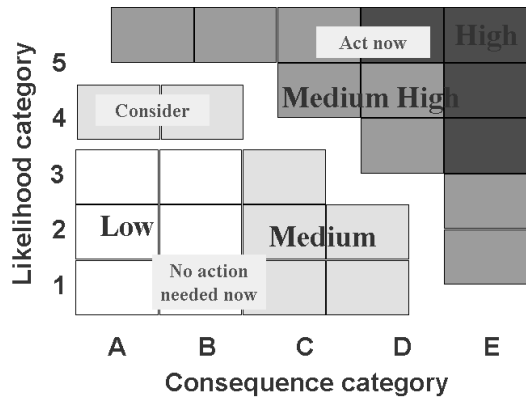 High
Act now
5
Medium High
Consider
4
3
Low
Medium
2
No action
needed now
1
Likelihood category
A B C D E
Consequence category